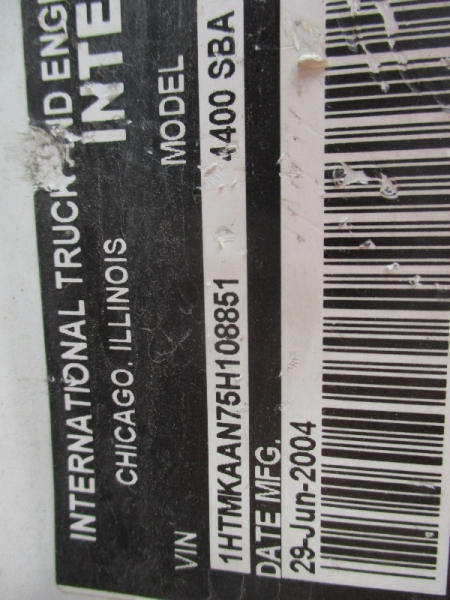 INTERNATIONAL TRUCK AND ENGI
CHICAGO, ILLINOIS INTE
VIN MODEL
1HTMKAAN75H108851 4400 SBA
DATE MFG.
29-Jun-2004